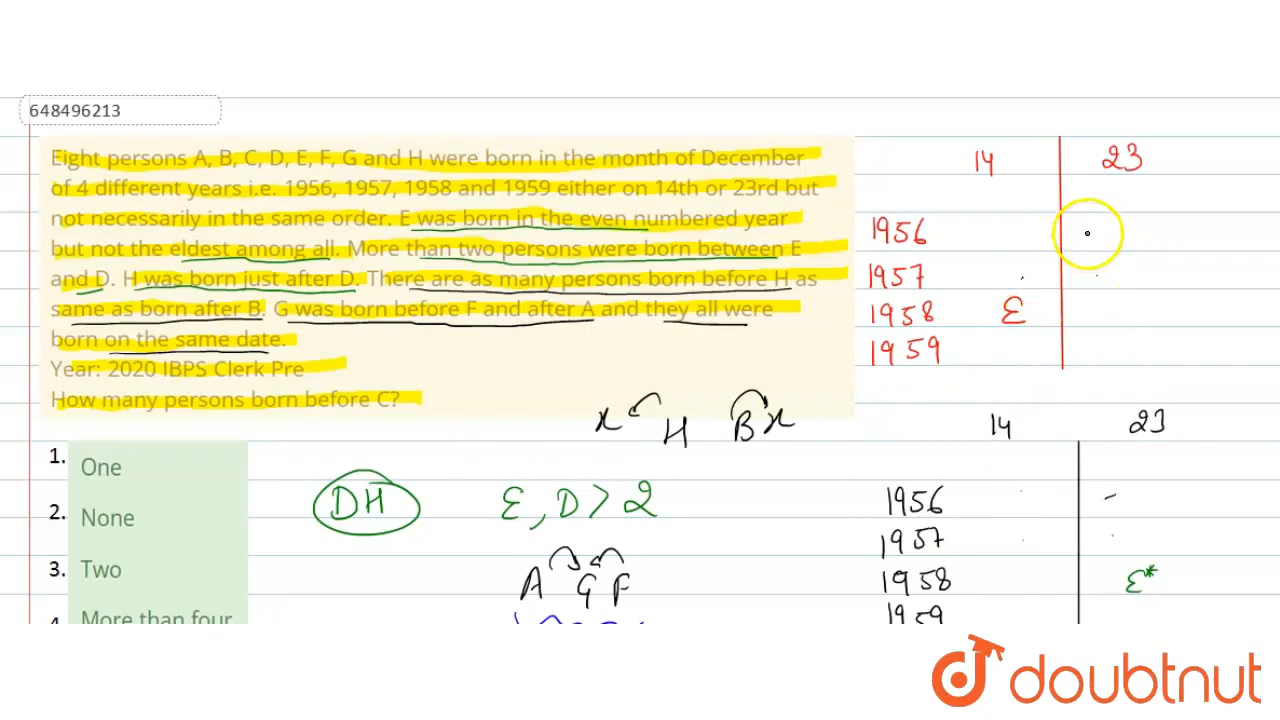 648496213
Eight persons A, B, C, D, E, F, G and H were born in the month of December
of 4 different years i.e. 1956, 1957, 1958 and 1959 either on 14th or 23rd but
not necessarily in the same order. E was born in the even numbered year
but not the eldest among all. More than two persons were born between E
and D. H was born just after D. There are as many persons born before H as
same as born after B. G was born before F and after A and they all were
born on the same date.
Year: 2020 IBPS Clerk Pre
How many persons born before C?
1. One
2. None
3. Two
4. More than four
14 23
1956
1957
1958 E
1959
x H B x
DH E, D > 2
A G F
14 23
1956
1957
1958 E*
1959
doubtnut